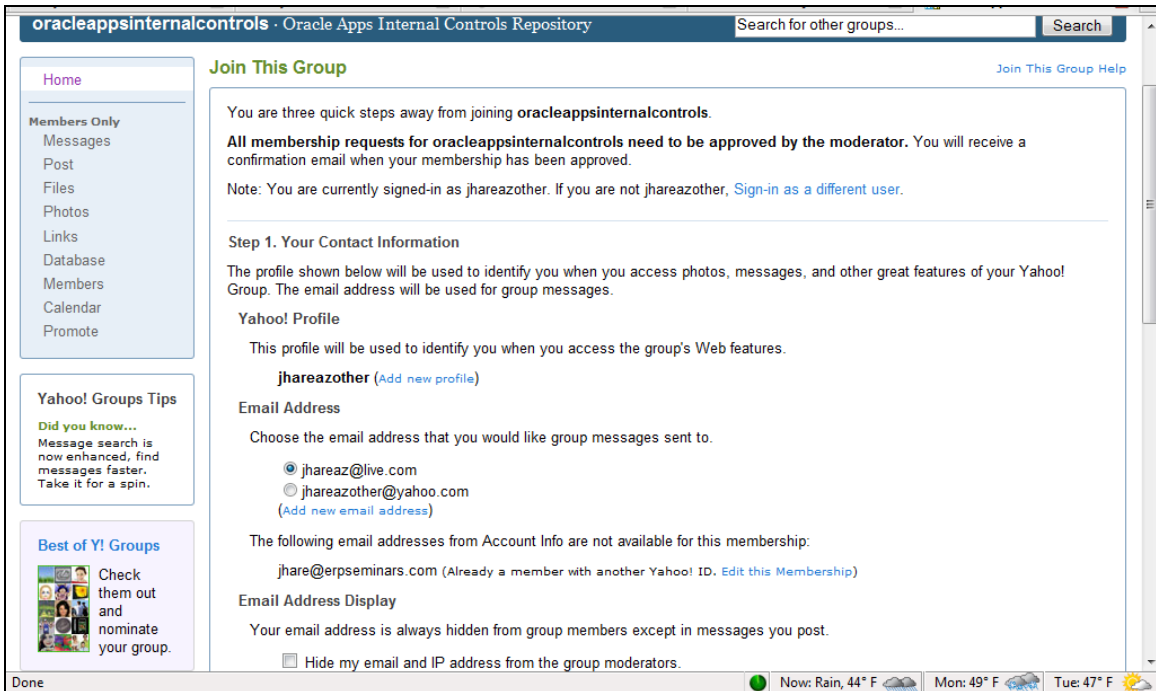 oracleappsinternalcontrols · Oracle Apps Internal Controls Repository
Search for other groups...
Search
Home
Members Only
Messages
Post
Files
Photos
Links
Database
Members
Calendar
Promote
Yahoo! Groups Tips
Did you know...
Message search is
now enhanced, find
messages faster.
Take it for a spin.
Best of Y! Groups
Check
them out
and
nominate
your group.
Join This Group
Join This Group Help
You are three quick steps away from joining oracleappsinternalcontrols.
All membership requests for oracleappsinternalcontrols need to be approved by the moderator. You will receive a
confirmation email when your membership has been approved.
Note: You are currently signed-in as jhareazother. If you are not jhareazother, Sign-in as a different user.
Step 1. Your Contact Information
The profile shown below will be used to identify you when you access photos, messages, and other great features of your Yahoo!
Group. The email address will be used for group messages.
Yahoo! Profile
This profile will be used to identify you when you access the group's Web features.
jhareazother (Add new profile)
Email Address
Choose the email address that you would like group messages sent to.
jhareaz@live.com
jhareazother@yahoo.com
(Add new email address)
The following email addresses from Account Info are not available for this membership:
jhare@erpseminars.com (Already a member with another Yahoo! ID. Edit this Membership)
Email Address Display
Your email address is always hidden from group members except in messages you post.
Hide my email and IP address from the group moderators.
Done
Now: Rain, 44° F
Mon: 49° F
Tue: 47° F